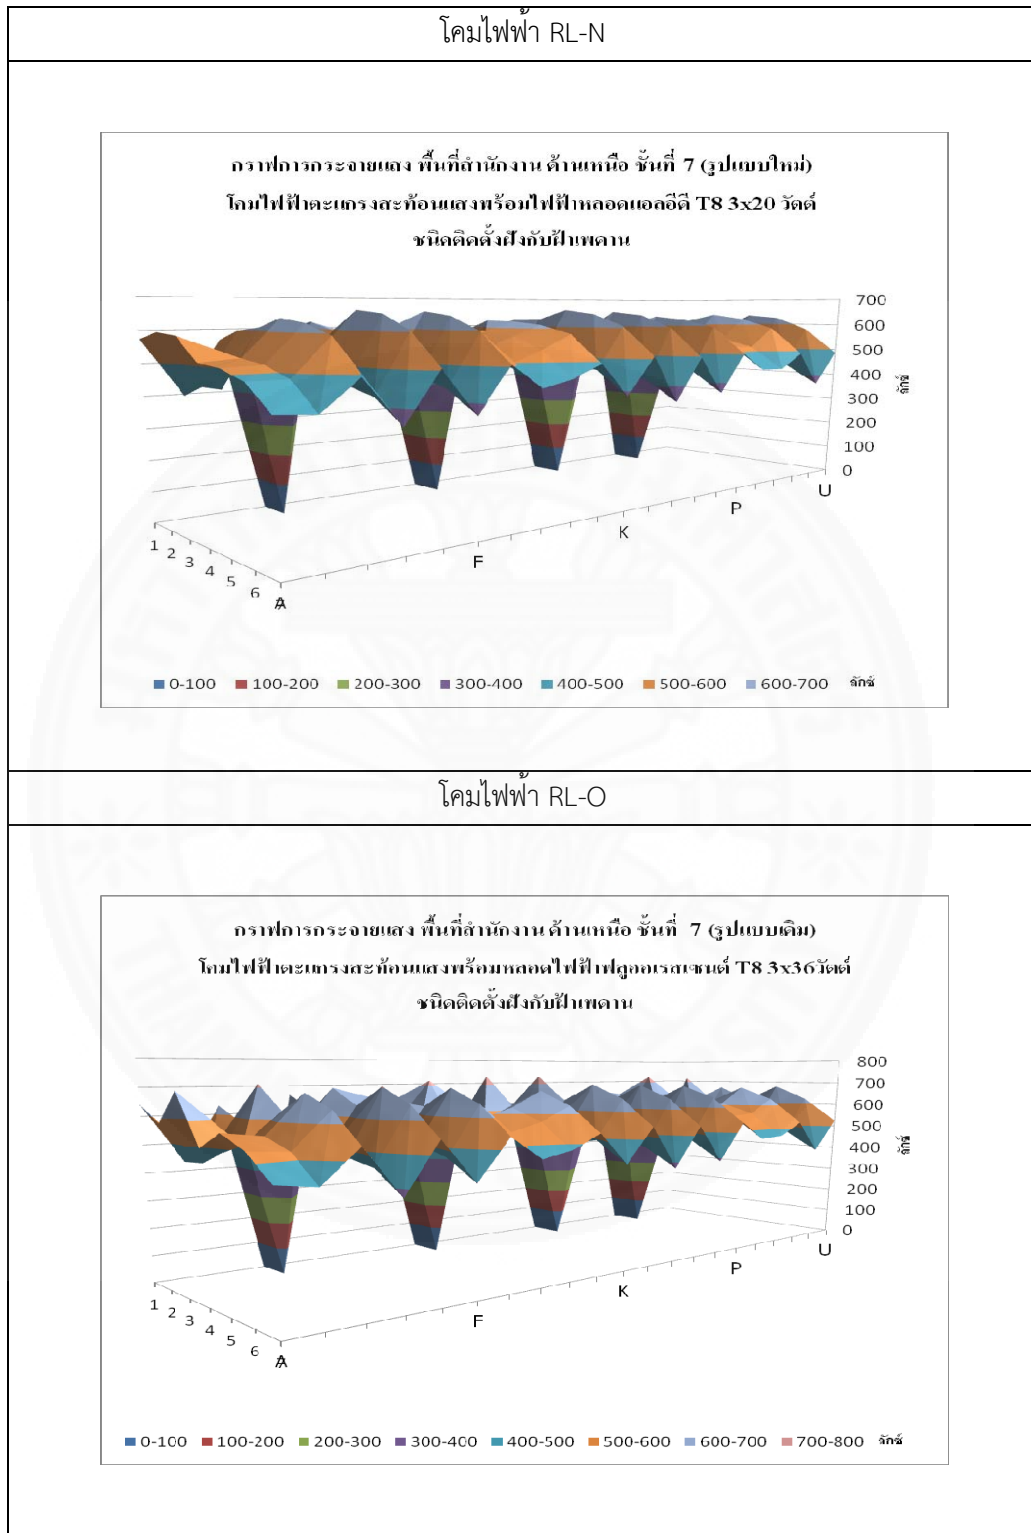 โคมไฟฟ้า RL-N
กราฟการกระจายแสง พื้นที่สำนักงาน ด้านเหนือ ชั้นที่ 7 (รูปแบบใหม่)
โคมไฟฟ้าตะแกรงสะท้อนแสงพร้อมไฟฟ้าหลอดแอลอีดี T8 3x20 วัตต์
ชนิดติดตั้งฝังกับฝ้าเพดาน
700
600
500
400
300
200
100
0
ลักซ์
U
P
K
F
A
1
2
3
4
5
6
7
0-100 100-200 200-300 300-400 400-500 500-600 600-700 ลักซ์
โคมไฟฟ้า RL-O
กราฟการกระจายแสง พื้นที่สำนักงาน ด้านเหนือ ชั้นที่ 7 (รูปแบบเดิม)
โคมไฟฟ้าตะแกรงสะท้อนแสงพร้อมหลอดไฟฟ้าฟลูออเรสเซนต์ T8 3x36วัตต์
ชนิดติดตั้งฝังกับฝ้าเพดาน
800
700
600
500
400
300
200
100
0
ลักซ์
U
P
K
F
A
1
2
3
4
5
6
7
0-100 100-200 200-300 300-400 400-500 500-600 600-700 700-800 ลักซ์